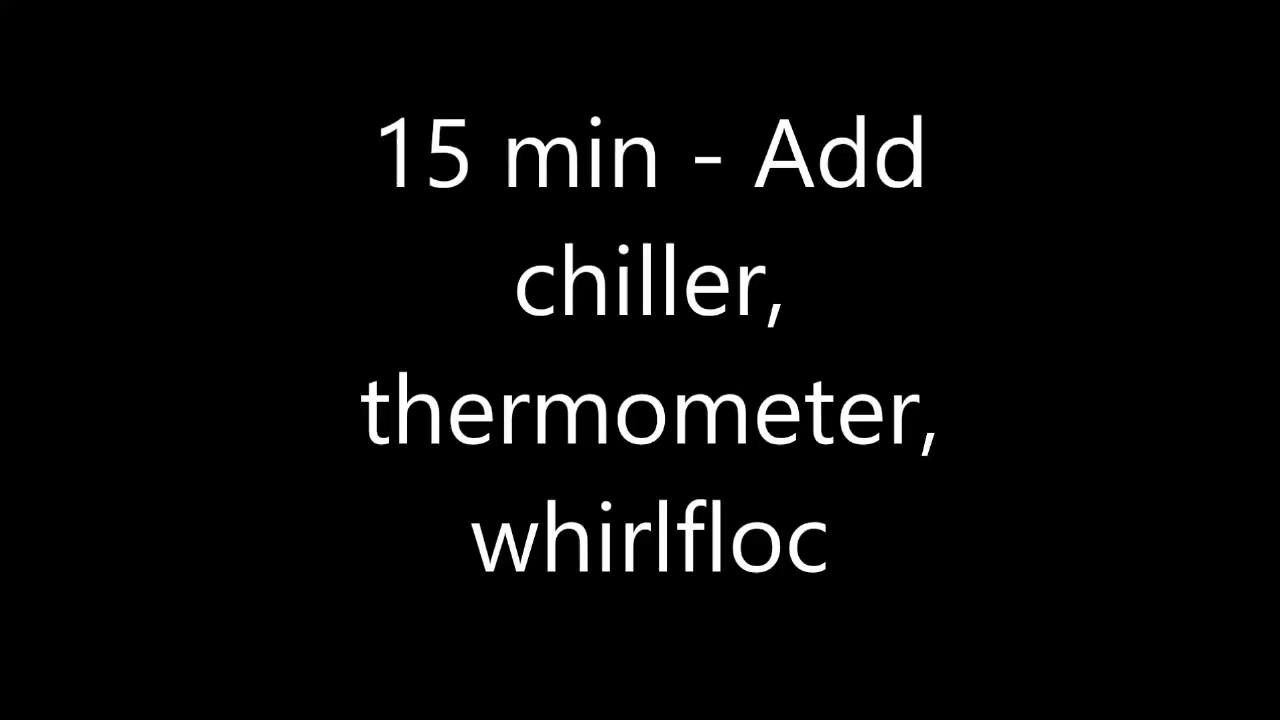 15 min - Add
chiller,
thermometer,
whirlfloc